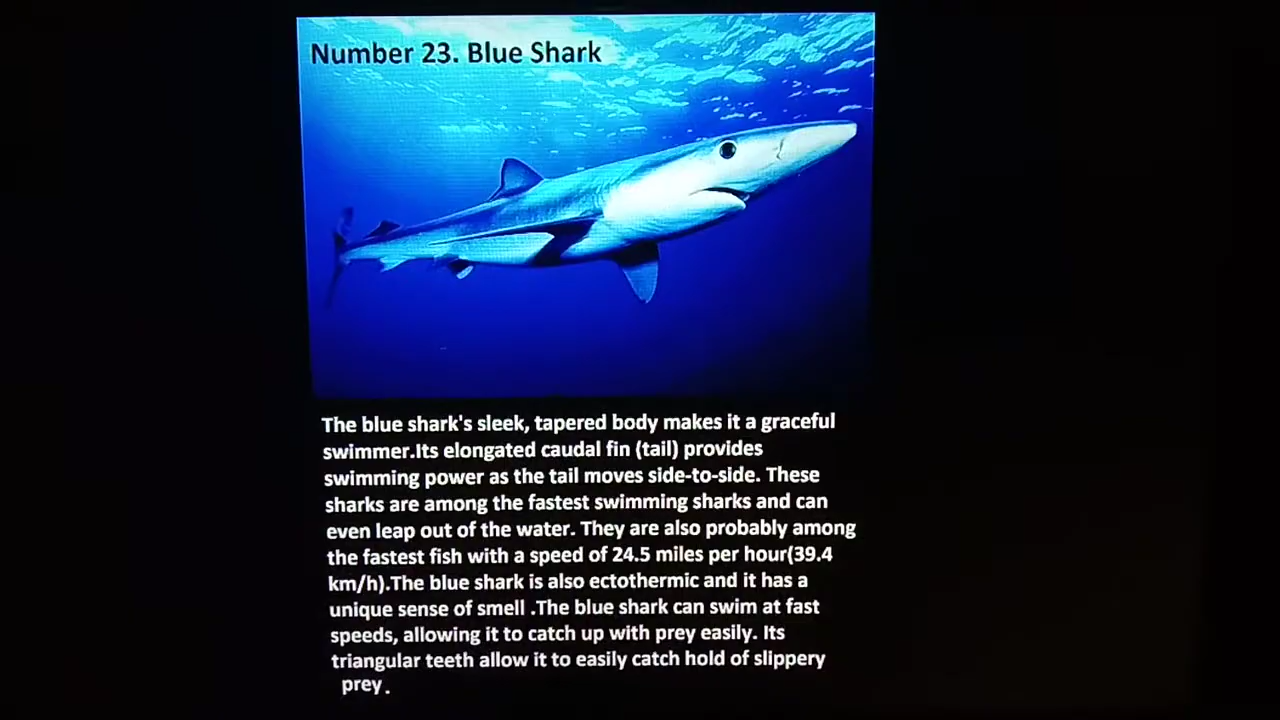 Number 23. Blue Shark
The blue shark's sleek, tapered body makes it a graceful
swimmer.Its elongated caudal fin (tail) provides
swimming power as the tail moves side-to-side. These
sharks are among the fastest swimming sharks and can
even leap out of the water. They are also probably among
the fastest fish with a speed of 24.5 miles per hour(39.4
km/h).The blue shark is also ectothermic and it has a
unique sense of smell .The blue shark can swim at fast
speeds, allowing it to catch up with prey easily. Its
triangular teeth allow it to easily catch hold of slippery
prey.